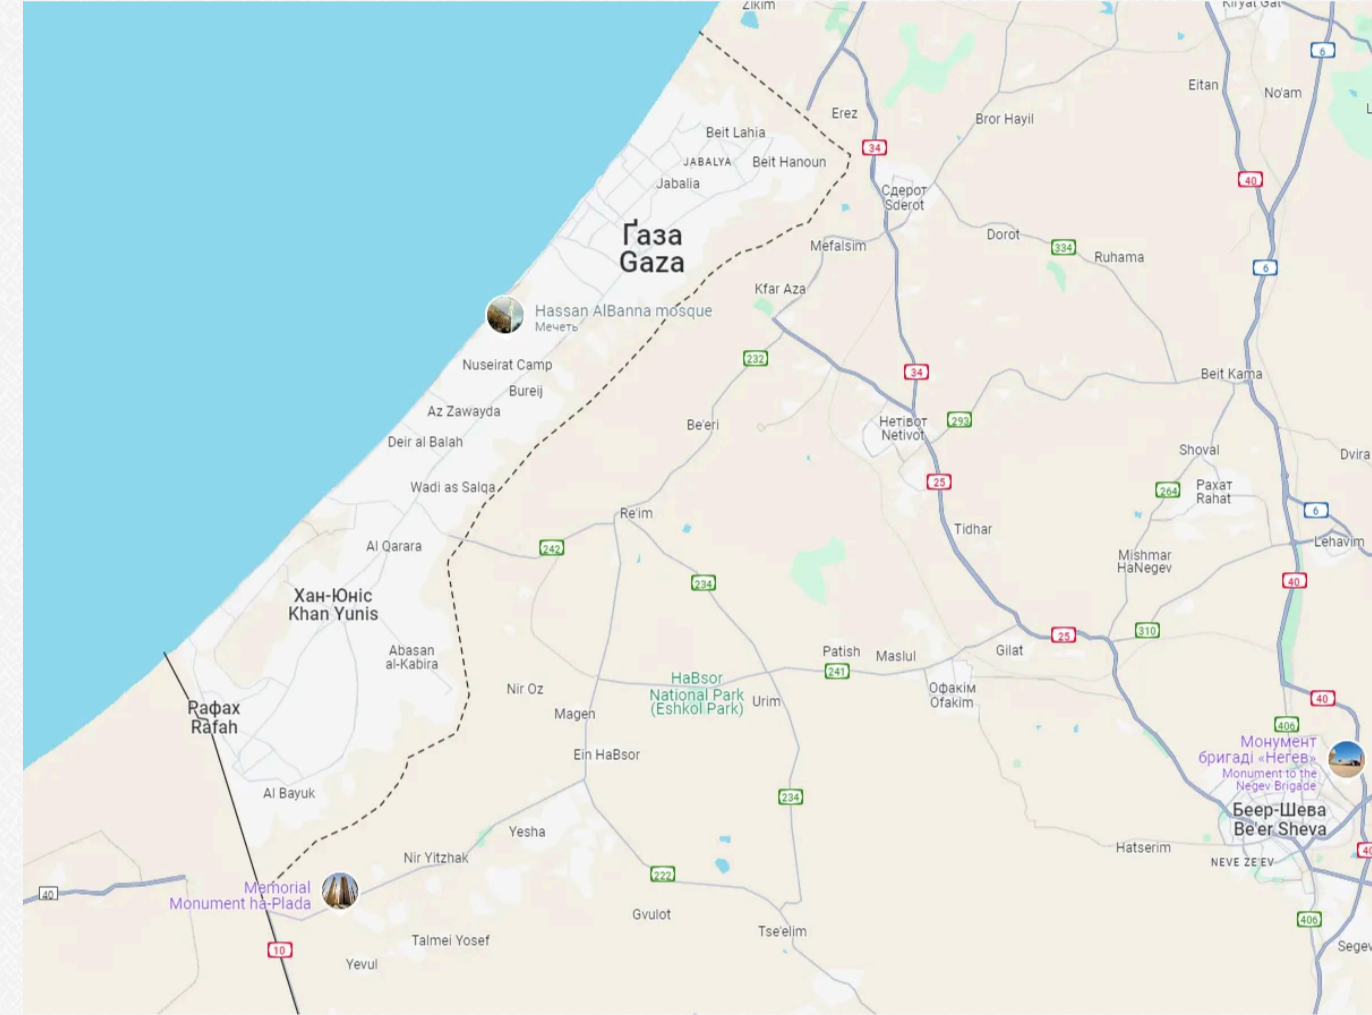 Zikim
Kiryat Gat
6
Eitan
No'am
Erez
Bror Hayil
Beit Lahia
34
JABALYA
Beit Hanoun
Jabalia
40
Сдерот
Sderot
Ґаза
Gaza
Mefalsim
Dorot
334
Ruhama
6
Kfar Aza
Hassan AlBanna mosque
Мечеть
232
Nuseirat Camp
34
Beit Kama
Bureij
Az Zawayda
Be'eri
Нетівот
Netivot
293
Deir al Balah
Shoval
Dvira
Wadi as Salqa
25
264
Рахат
Rahat
Re'im
6
Tidhar
Lehavim
Al Qarara
242
Mishmar
HaNegev
234
40
Хан-Юніс
Khan Yunis
25
310
Abasan
al-Kabira
Patish
Maslul
Gilat
241
HaBsor
National Park
(Eshkol Park)
Nir Oz
Urim
Офакім
Ofakim
40
Рафах
Rafah
Magen
406
Ein HaBsor
Монумент
бригаді «Негев»
Monument to the
Negev Brigade
Al Bayuk
234
Беер-Шева
Be'er Sheva
Yesha
Hatserim
40
Nir Yitzhak
NEVE ZE'EV
222
40
Memorial
Monument ha-Plada
Gvulot
406
Tse'elim
Talmei Yosef
Segev
10
Yevul